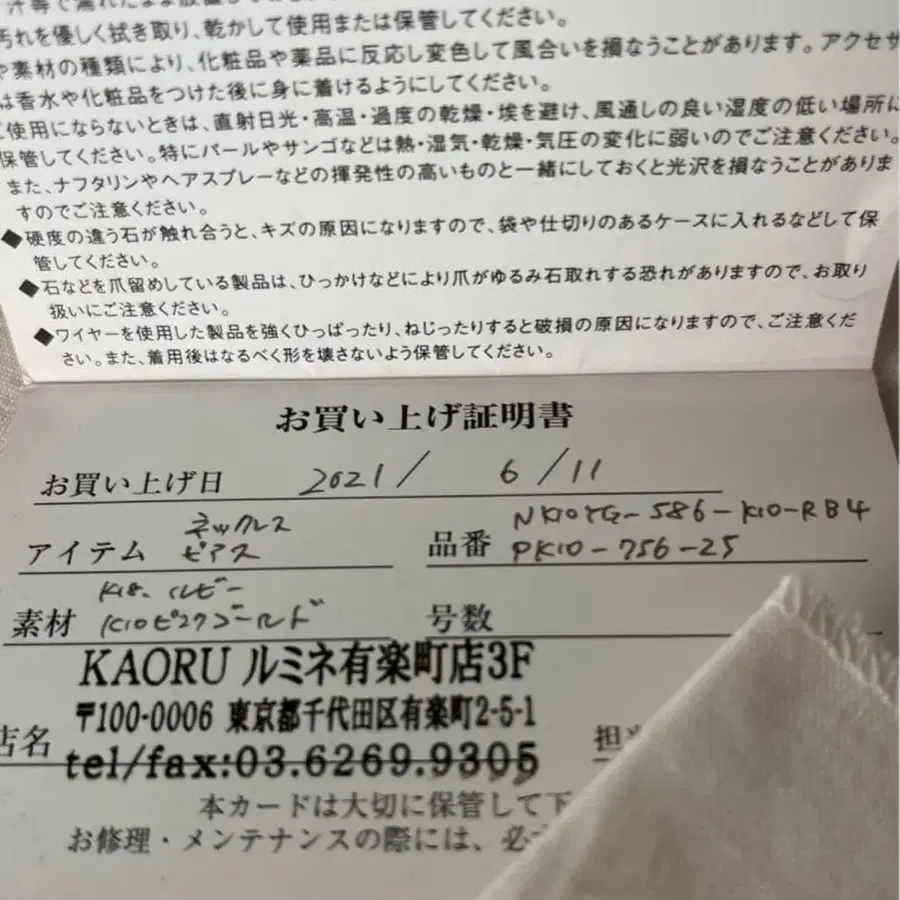 汗等で濡れたまま放置して
汚れを優しく拭き取り、乾かして使用または保管してください。
や素材の種類により、化粧品や薬品に反応し変色して風合いを損なうことがあります。アクセサ
は香水や化粧品をつけた後に身に着けるようにしてください。
ご使用にならないときは、直射日光・高温・過度の乾燥・埃を避け、風通しの良い湿度の低い場所に
保管してください。特にパールやサンゴなどは熱・湿気・乾燥・気圧の変化に弱いのでご注意ください。
また、ナフタリンやヘアスプレーなどの揮発性の高いものと一緒にしておくと光沢を損なうことがありま
すのでご注意ください。
◆硬度の違う石が触れ合うと、キズの原因になりますので、袋や仕切りのあるケースに入れるなどして保
管してください。
◆石などを爪留めしている製品は、ひっかけなどにより爪がゆるみ石取れする恐れがありますので、お取り
扱いにご注意ください。
◆ワイヤーを使用した製品を強くひっぱったり、ねじったりすると破損の原因になりますので、ご注意くだ
さい。また、着用後はなるべく形を壊さないよう保管してください。
お買い上げ証明書
お買い上げ日 2021/ 6/11
アイテム ネックレス ピアス
品番 NK10YG-586-K10-RB4 PK10-756-25
素材 K18. ルビー K10ピンクゴールド
号数
KAORU ルミネ有楽町店3F
〒100-0006 東京都千代田区有楽町2-5-1
店名 tel/fax:03.6269.9305
担当
本カードは大切に保管して下
お修理・メンテナンスの際には、必ず